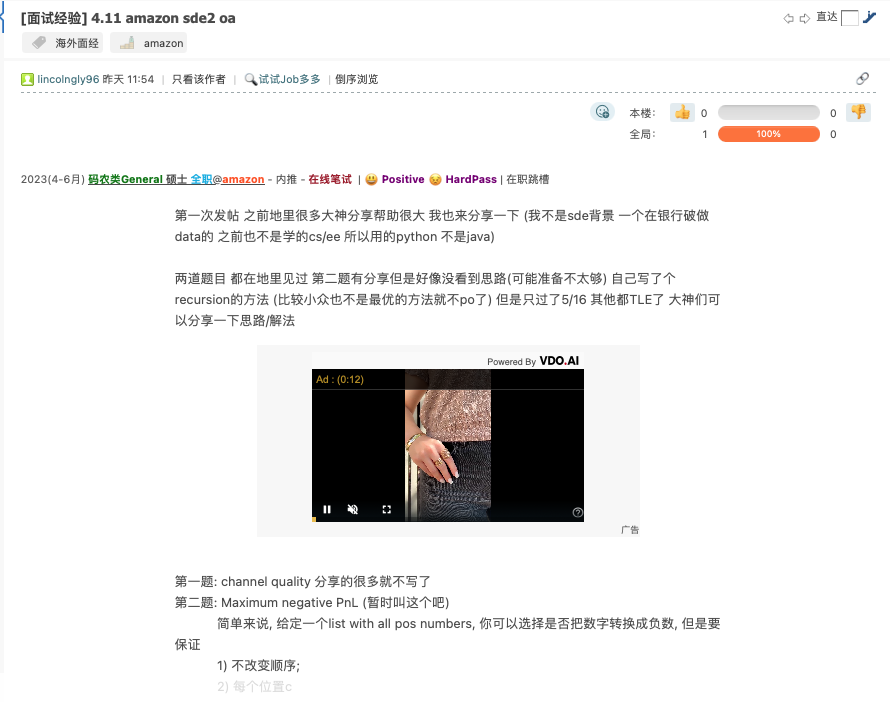 [面试经验] 4.11 amazon sde2 oa
直达
海外面经 amazon
lincolngly96 昨天 11:54 | 只看该作者 | 试试Job多多 | 倒序浏览
本楼: 0 0
全局: 1 100% 0
2023(4-6月) 码农类General 硕士 全职@amazon - 内推 - 在线笔试 | 😃 Positive 😣 HardPass | 在职跳槽
第一次发帖 之前地里很多大神分享帮助很大 我也来分享一下 (我不是sde背景 一个在银行破做
data的 之前也不是学的cs/ee 所以用的python 不是java)
两道题目 都在地里见过 第二题有分享但是好像没看到思路(可能准备不太够) 自己写了个
recursion的方法 (比较小众也不是最优的方法就不po了) 但是只过了5/16 其他都TLE了 大神们可
以分享一下思路/解法
Powered By VDO.AI
Ad : (0:12)
广告
第一题: channel quality 分享的很多就不写了
第二题: Maximum negative PnL (暂时叫这个吧)
简单来说, 给定一个list with all pos numbers, 你可以选择是否把数字转换成负数, 但是要
保证
1) 不改变顺序;
2) 每个位置c